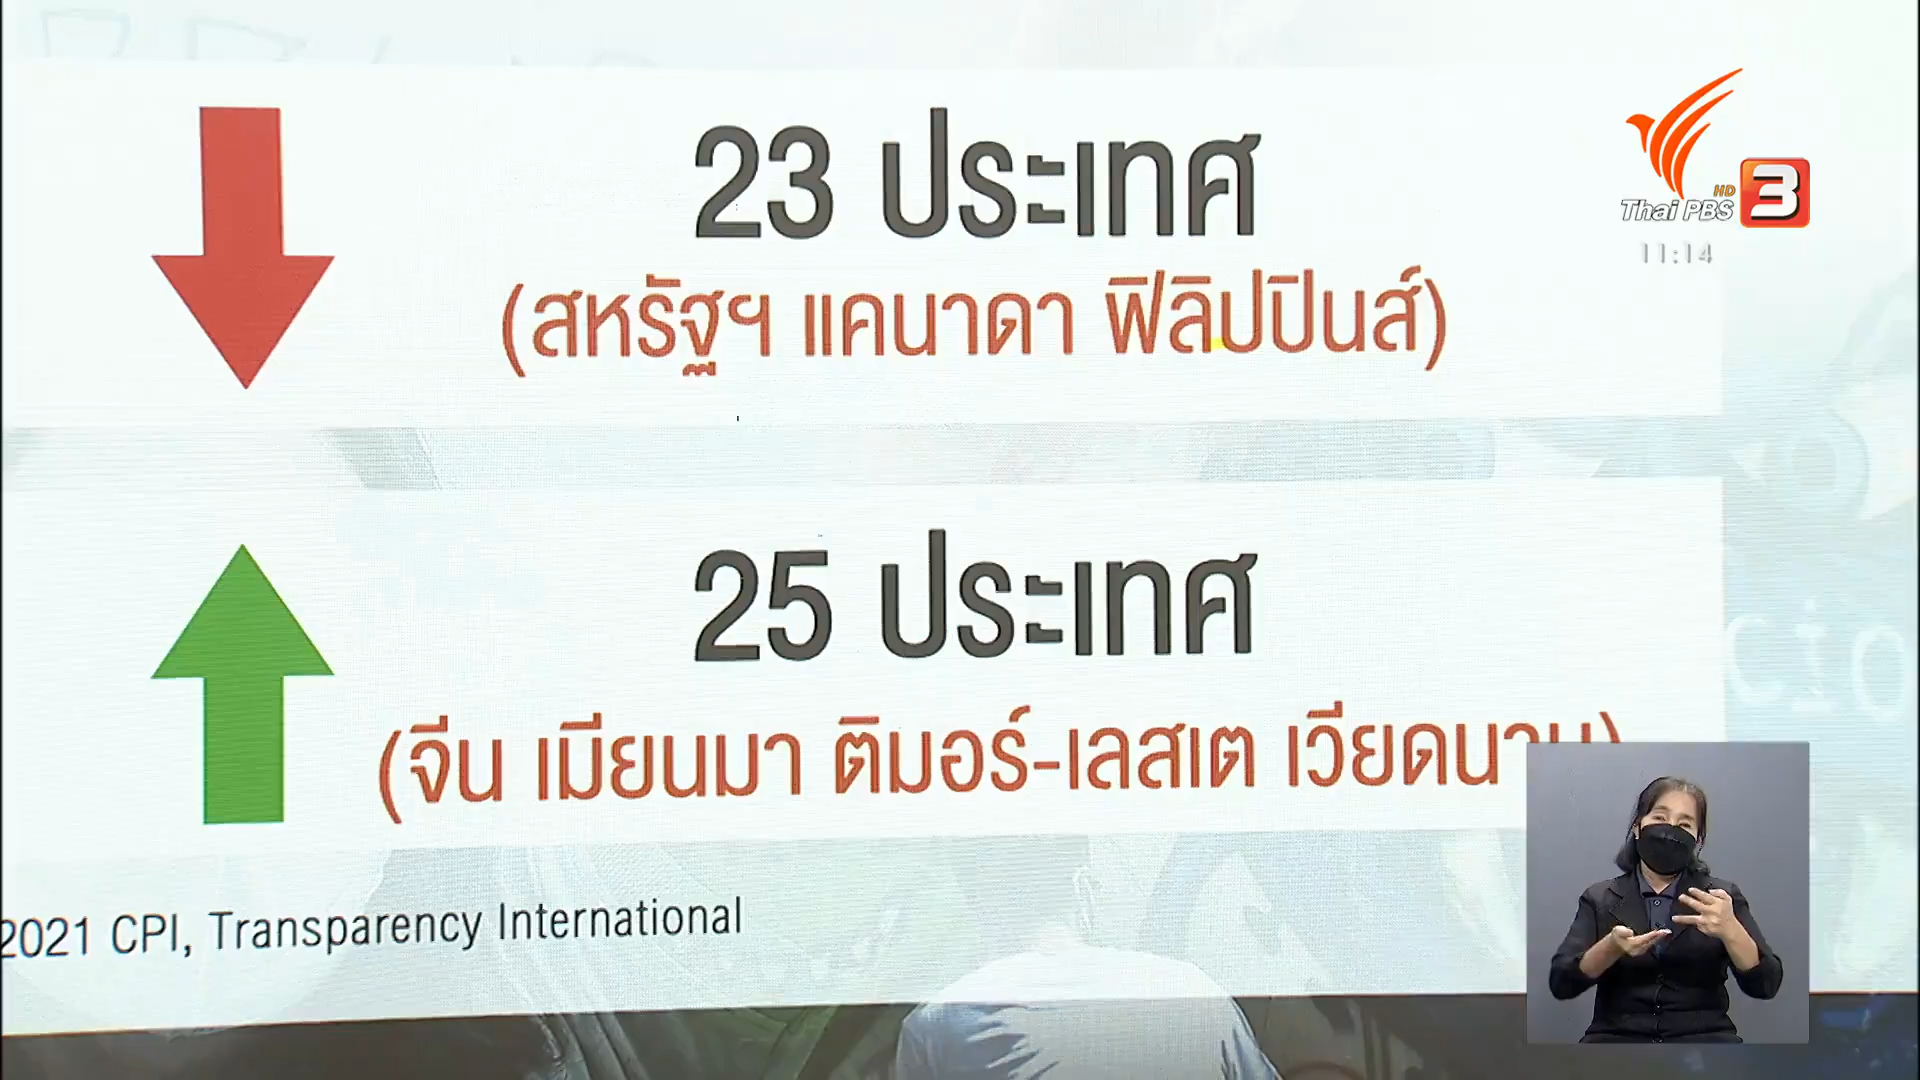 23 ประเทศ
(สหรัฐฯ แคนาดา ฟิลิปปินส์)
HD
Thai PBS 3
11:14
25 ประเทศ
(จีน เมียนมา ติมอร์-เลสเต เวียดนาม)
cio
2021 CPI, Transparency International